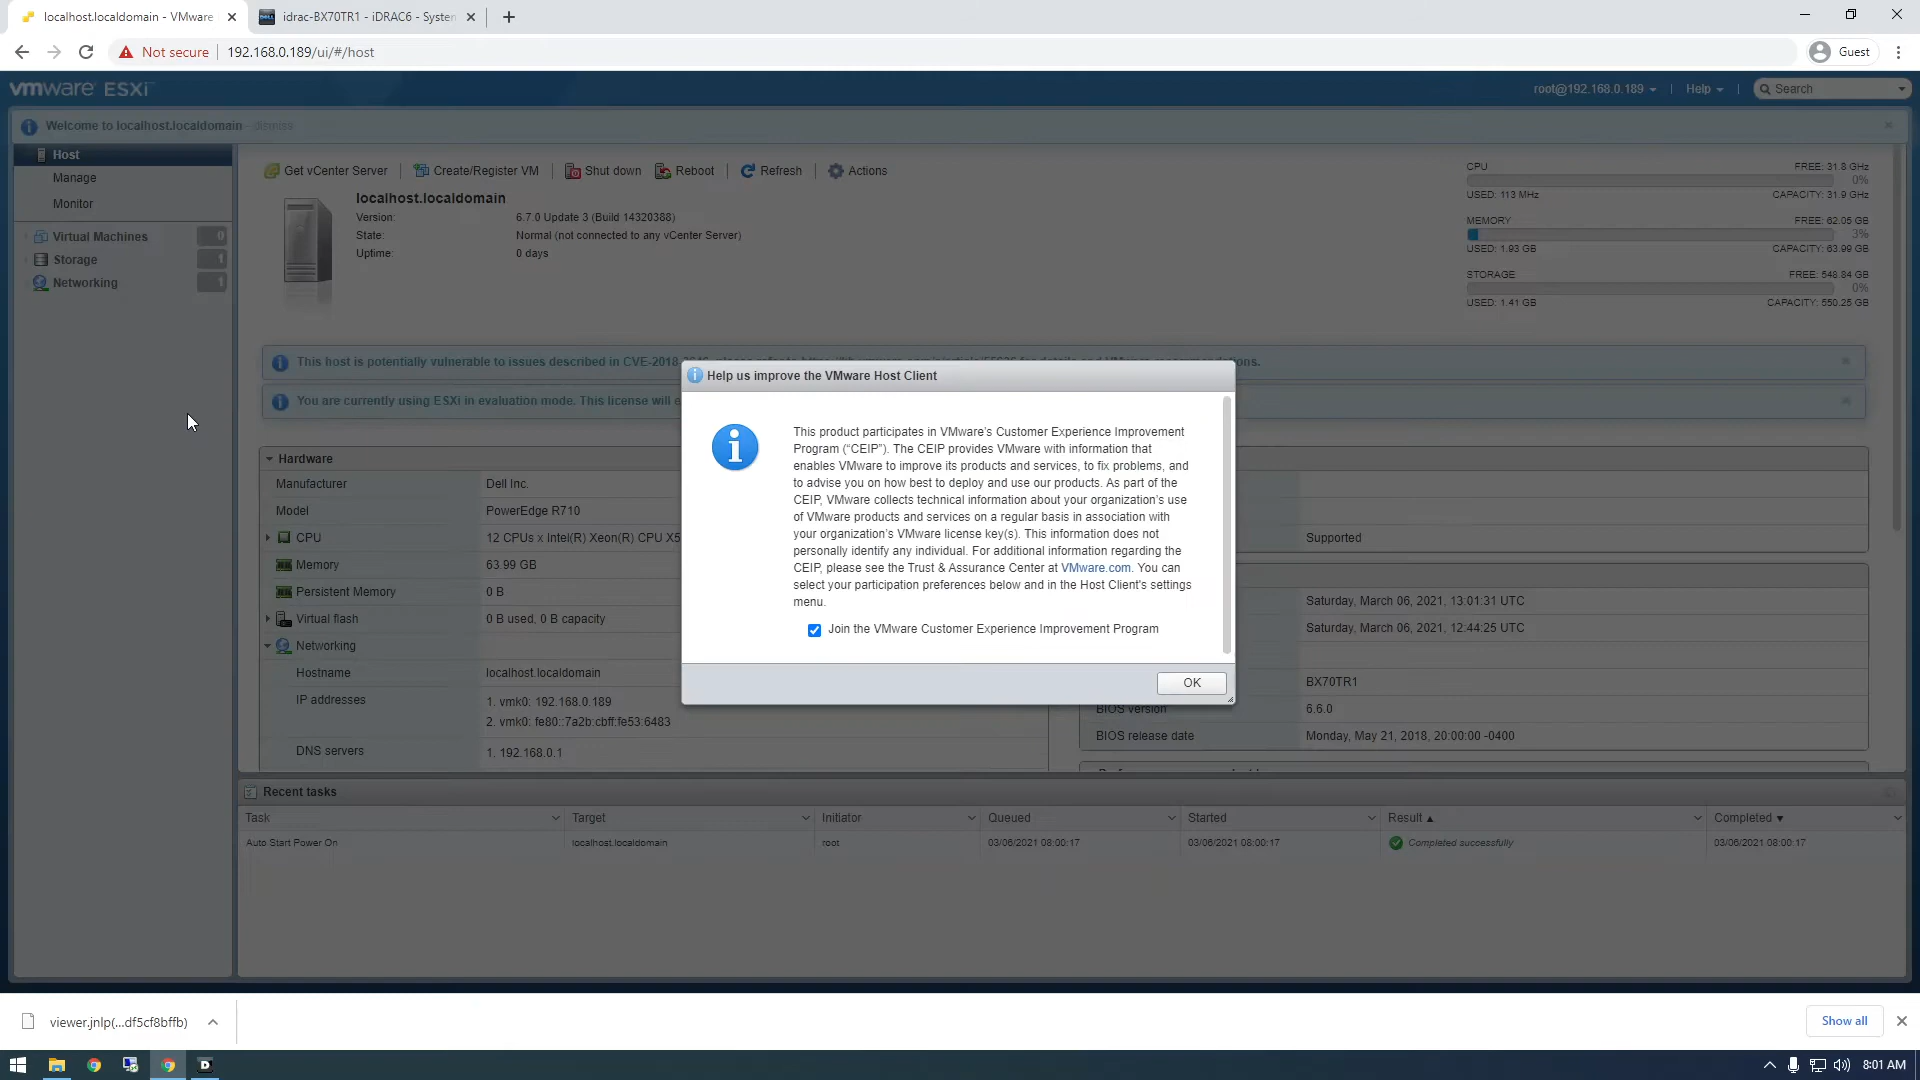 localhost.localdomain - VMware
idrac-BX70TR1 - iDRAC6 - System
Not secure
192.168.0.189/ui/#/host
Guest
vmware ESXi
root@192.168.0.189
Help
Search
Welcome to localhost.localdomain dismiss
Host
Manage
Monitor
Virtual Machines 0
Storage 1
Networking 1
Get vCenter Server
Create/Register VM
Shut down
Reboot
Refresh
Actions
localhost.localdomain
Version: 6.7.0 Update 3 (Build 14320388)
State: Normal (not connected to any vCenter Server)
Uptime: 0 days
CPU FREE: 31.8 GHz
0%
USED: 113 MHz CAPACITY: 31.9 GHz
MEMORY FREE: 62.05 GB
3%
USED: 1.93 GB CAPACITY: 63.99 GB
STORAGE FREE: 548.84 GB
0%
USED: 1.41 GB CAPACITY: 550.25 GB
This host is potentially vulnerable to issues described in CVE-2018-
You are currently using ESXi in evaluation mode. This license will
Help us improve the VMware Host Client
This product participates in VMware's Customer Experience Improvement
Program ("CEIP"). The CEIP provides VMware with information that
enables VMware to improve its products and services, to fix problems, and
to advise you on how best to deploy and use our products. As part of the
CEIP, VMware collects technical information about your organization's use
of VMware products and services on a regular basis in association with
your organization's VMware license key(s). This information does not
personally identify any individual. For additional information regarding the
CEIP, please see the Trust & Assurance Center at VMware.com. You can
select your participation preferences below and in the Host Client's settings
menu.
Join the VMware Customer Experience Improvement Program
OK
Hardware
Manufacturer Dell Inc.
Model PowerEdge R710
CPU 12 CPUs x Intel(R) Xeon(R) CPU X5
Memory 63.99 GB
Persistent Memory 0 B
Virtual flash 0 B used, 0 B capacity
Networking
Hostname localhost.localdomain
IP addresses 1. vmk0: 192.168.0.189
2. vmk0: fe80::7a2b:cbff:fe53:6483
DNS servers 1. 192.168.0.1
Supported
Saturday, March 06, 2021, 13:01:31 UTC
Saturday, March 06, 2021, 12:44:25 UTC
BX70TR1
BIOS version 6.6.0
BIOS release date Monday, May 21, 2018, 20:00:00 -0400
Recent tasks
Task Target Initiator Queued Started Result Completed
Auto Start Power On localhost.localdomain root 03/06/2021 08:00:17 03/06/2021 08:00:17 Completed successfully 03/06/2021 08:00:17
viewer.jnlp(...df5cf8bffb)
Show all
8:01 AM